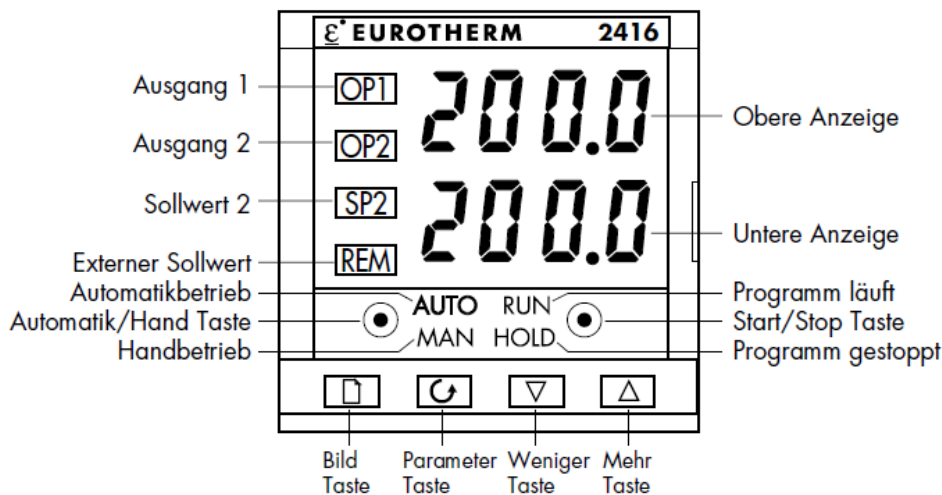 ε EUROTHERM 2416
Ausgang 1
OP1
200.0
Obere Anzeige
Ausgang 2
OP2
Sollwert 2
SP2
200.0
Untere Anzeige
Externer Sollwert
REM
Automatikbetrieb
AUTO
RUN
Programm läuft
Automatik/Hand Taste
Start/Stop Taste
Handbetrieb
MAN
HOLD
Programm gestoppt
Bild
Taste
Parameter
Taste
Weniger
Taste
Mehr
Taste